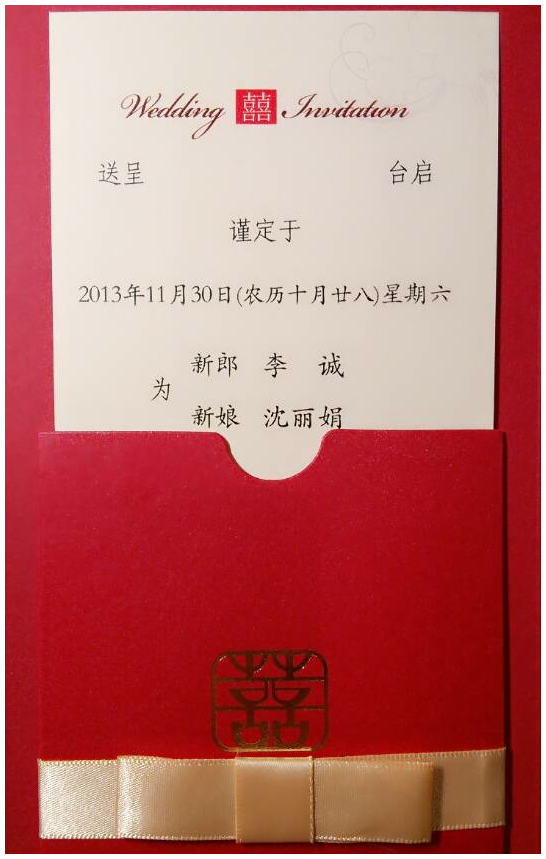 Wedding 囍 Invitation
送呈 台启
谨定于
2013年11月30日(农历十月廿八)星期六
新郎 李 诚
为
新娘 沈丽娟
囍